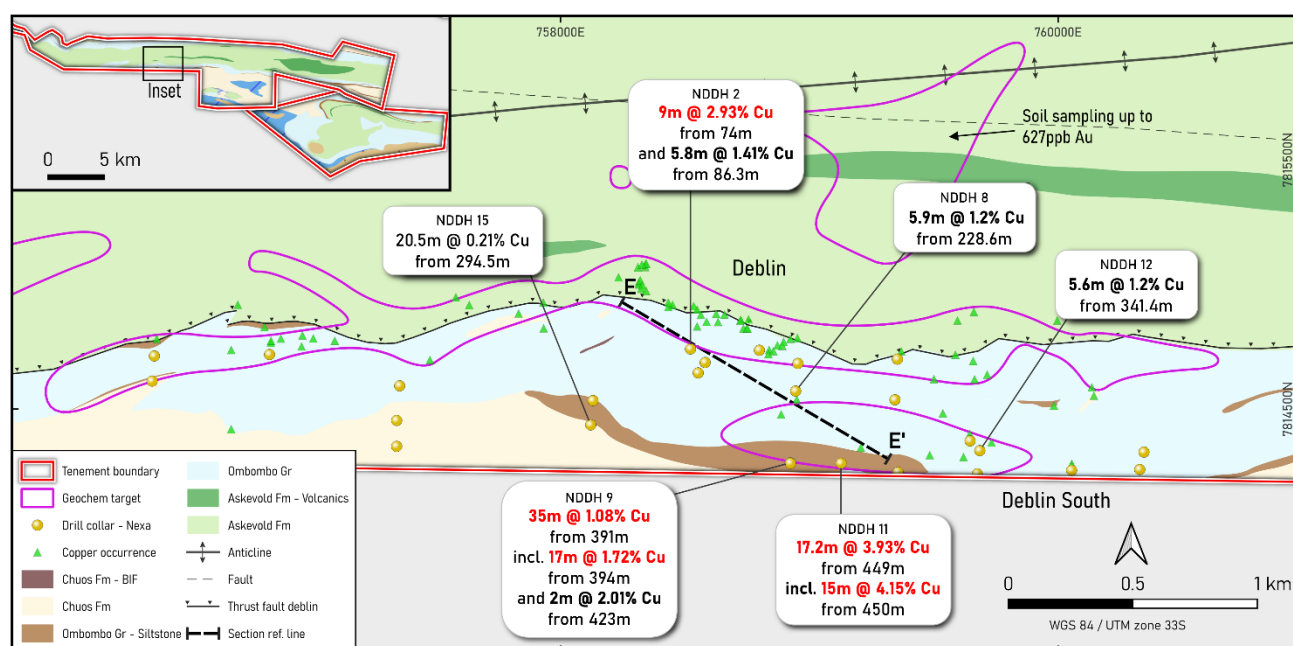 Inset
0 5 km
758000E
760000E
7815500N
7814500N
NDDH 2
9m @ 2.93% Cu
from 74m
and 5.8m @ 1.41% Cu
from 86.3m
Soil sampling up to
627ppb Au
NDDH 15
20.5m @ 0.21% Cu
from 294.5m
NDDH 8
5.9m @ 1.2% Cu
from 228.6m
Deblin
NDDH 12
5.6m @ 1.2% Cu
from 341.4m
E
E'
Deblin South
NDDH 9
35m @ 1.08% Cu
from 391m
incl. 17m @ 1.72% Cu
from 394m
and 2m @ 2.01% Cu
from 423m
NDDH 11
17.2m @ 3.93% Cu
from 449m
incl. 15m @ 4.15% Cu
from 450m
Tenement boundary
Geochem target
Drill collar - Nexa
Copper occurrence
Chuos Fm - BIF
Chuos Fm
Ombombo Gr - Siltstone
Ombombo Gr
Askevold Fm - Volcanics
Askevold Fm
Anticline
Fault
Thrust fault deblin
Section ref. line
0 0.5 1 km
WGS 84 / UTM zone 33S